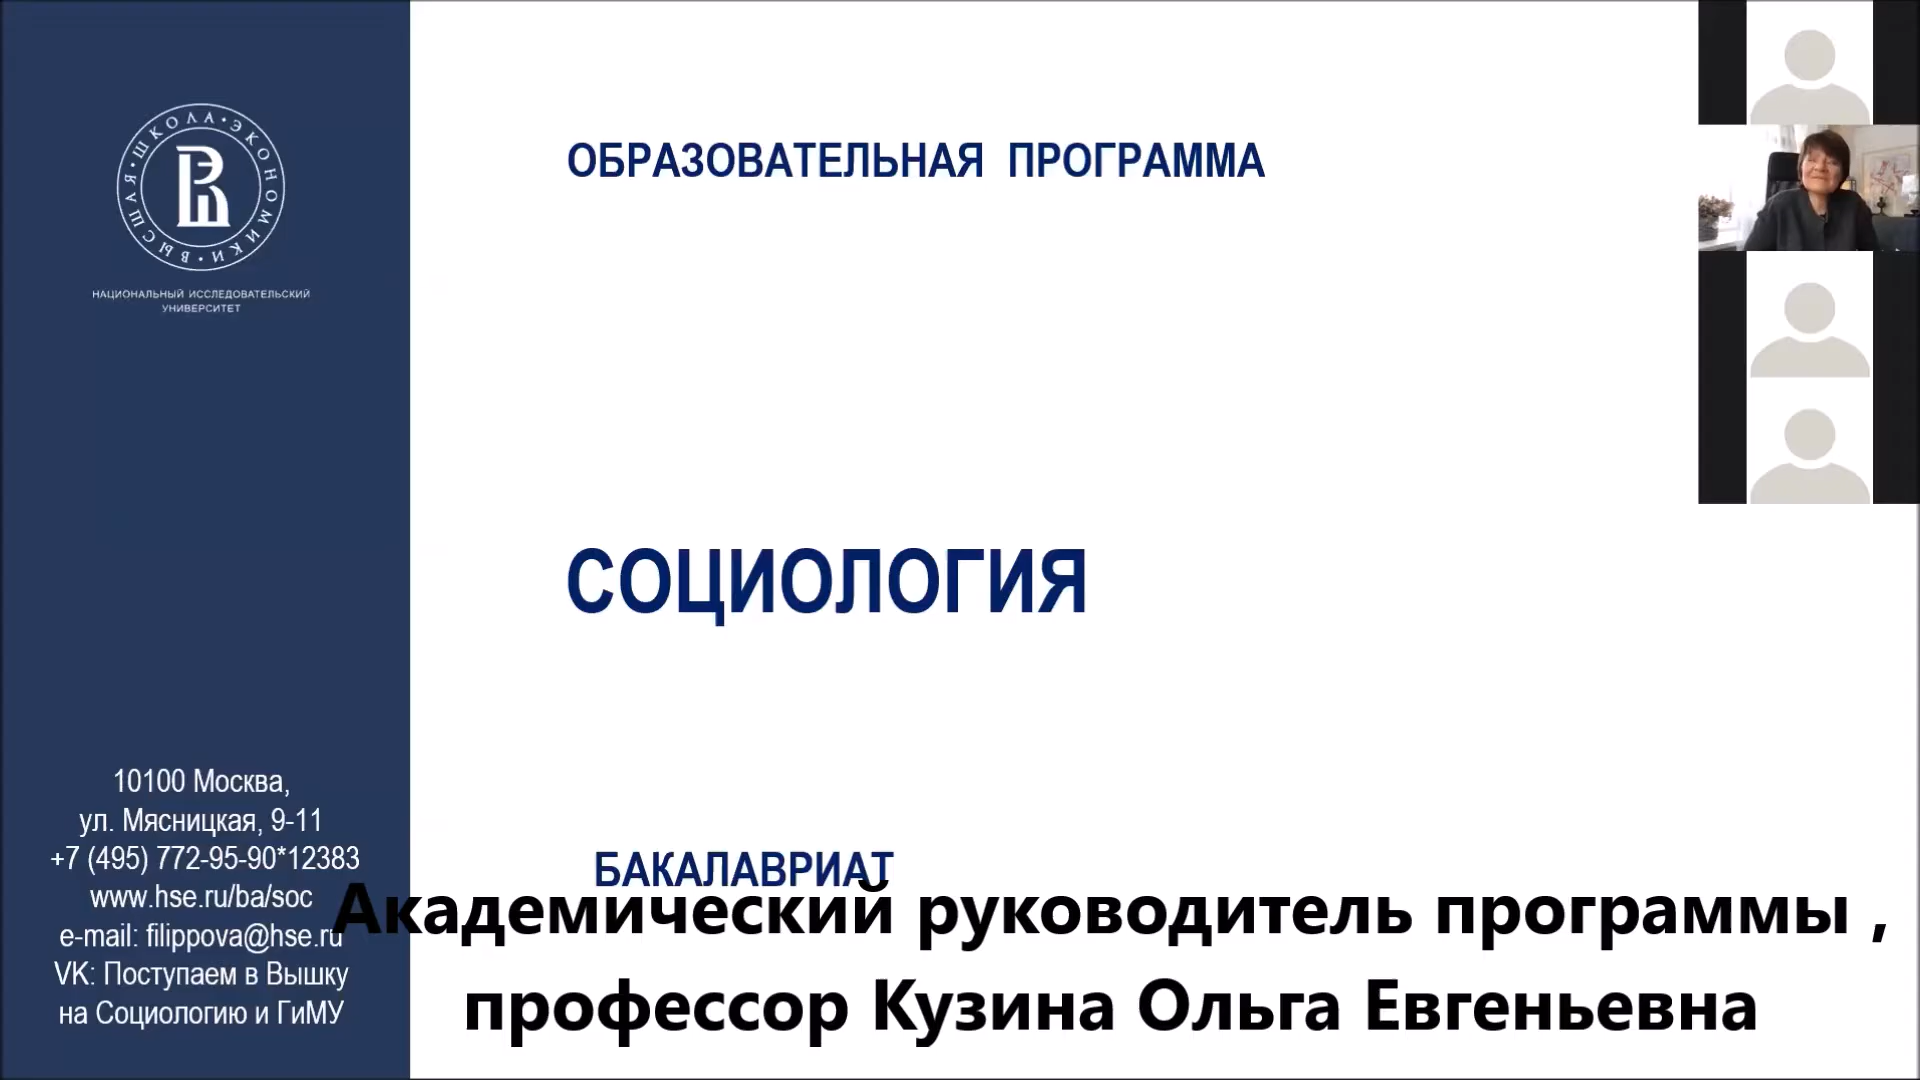 ВЫСШАЯ ШКОЛА ЭКОНОМИКИ
НАЦИОНАЛЬНЫЙ ИССЛЕДОВАТЕЛЬСКИЙ
УНИВЕРСИТЕТ
ОБРАЗОВАТЕЛЬНАЯ ПРОГРАММА
СОЦИОЛОГИЯ
БАКАЛАВРИАТ
10100 Москва,
ул. Мясницкая, 9-11
+7 (495) 772-95-90*12383
www.hse.ru/ba/soc
e-mail: filippova@hse.ru
VK: Поступаем в Вышку
на Социологию и ГиМУ
Академический руководитель программы ,
профессор Кузина Ольга Евгеньевна